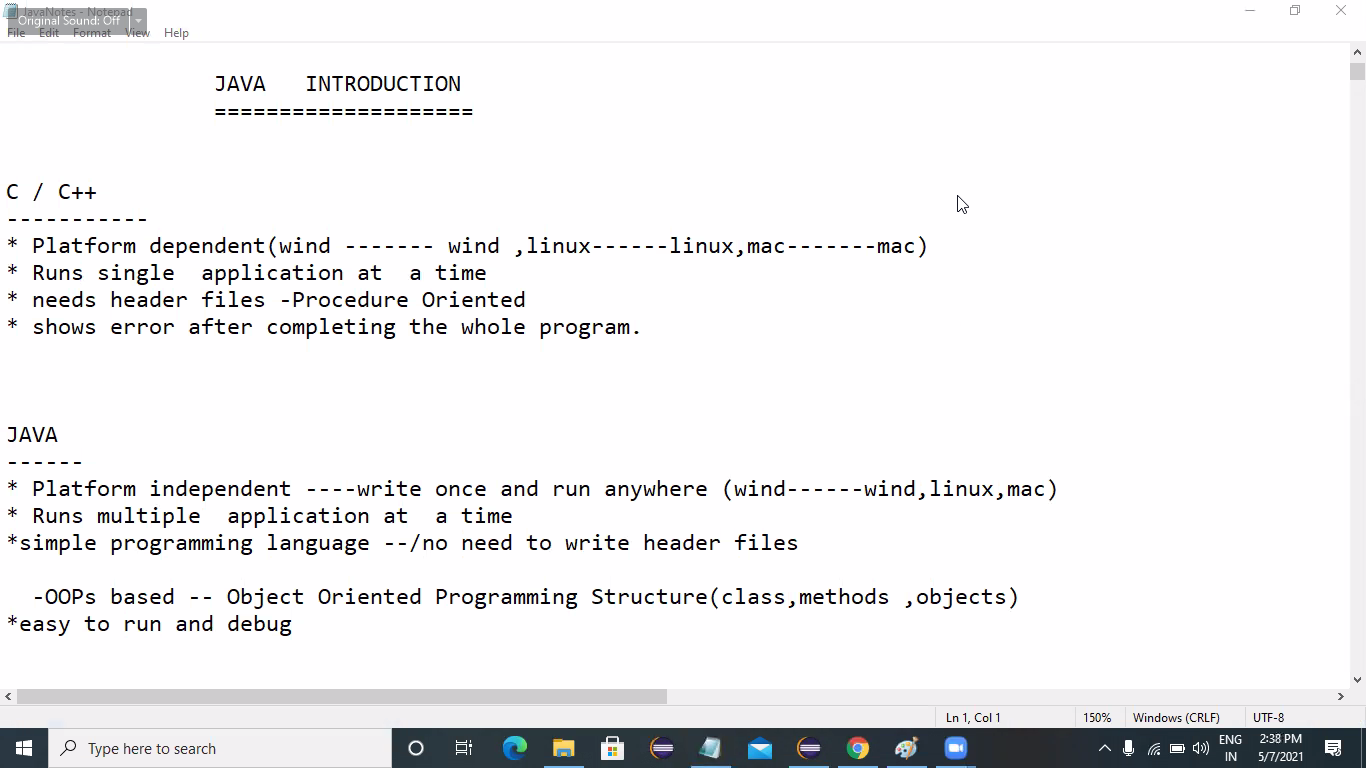 JavaNotes - Notepad
Original Sound: Off
File Edit Format View Help
JAVA   INTRODUCTION
====================
C / C++
-----------
* Platform dependent(wind ------- wind ,linux------linux,mac-------mac)
* Runs single  application at  a time
* needs header files -Procedure Oriented
* shows error after completing the whole program.
JAVA
------
* Platform independent ----write once and run anywhere (wind------wind,linux,mac)
* Runs multiple  application at  a time
*simple programming language --/no need to write header files
-OOPs based -- Object Oriented Programming Structure(class,methods ,objects)
*easy to run and debug
Ln 1, Col 1 150% Windows (CRLF) UTF-8
Type here to search
ENG
IN
2:38 PM
5/7/2021